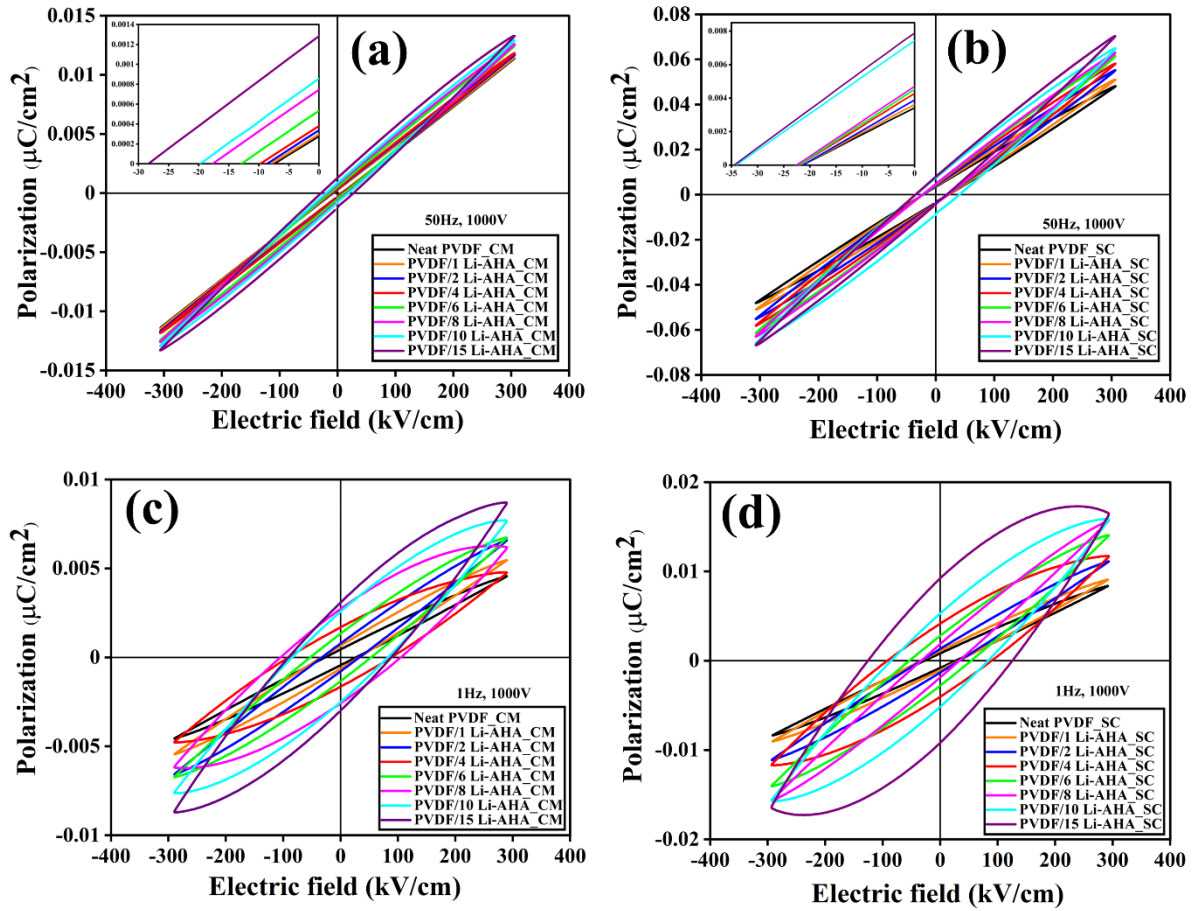 (a)
0.015
0.010
0.005
0
-0.005
-0.010
-0.015
Polarization (μC/cm²)
0.0014
0.0012
0.0010
0.0008
0.0006
0.0004
0.0002
0.0000
-30 -25 -20 -15 -10 -5 0
50Hz, 1000V
Neat PVDF_CM
PVDF/1 Li-AHA_CM
PVDF/2 Li-AHA_CM
PVDF/4 Li-AHA_CM
PVDF/6 Li-AHA_CM
PVDF/8 Li-AHA_CM
PVDF/10 Li-AHA_CM
PVDF/15 Li-AHA_CM
-400 -300 -200 -100 0 100 200 300 400
Electric field (kV/cm)
(b)
0.08
0.06
0.04
0.02
0
-0.02
-0.04
-0.06
-0.08
Polarization (μC/cm²)
0.008
0.006
0.004
0.002
0
-35 -30 -25 -20 -15 -10 -5 0
50Hz, 1000V
Neat PVDF_SC
PVDF/1 Li-AHA_SC
PVDF/2 Li-AHA_SC
PVDF/4 Li-AHA_SC
PVDF/6 Li-AHA_SC
PVDF/8 Li-AHA_SC
PVDF/10 Li-AHA_SC
PVDF/15 Li-AHA_SC
-400 -300 -200 -100 0 100 200 300 400
Electric field (kV/cm)
(c)
0.01
0.005
0
-0.005
-0.01
Polarization (μC/cm²)
1Hz, 1000V
Neat PVDF_CM
PVDF/1 Li-AHA_CM
PVDF/2 Li-AHA_CM
PVDF/4 Li-AHA_CM
PVDF/6 Li-AHA_CM
PVDF/8 Li-AHA_CM
PVDF/10 Li-AHA_CM
PVDF/15 Li-AHA_CM
-400 -300 -200 -100 0 100 200 300 400
Electric field (kV/cm)
(d)
0.02
0.01
0
-0.01
-0.02
Polarization (μC/cm²)
1Hz, 1000V
Neat PVDF_SC
PVDF/1 Li-AHA_SC
PVDF/2 Li-AHA_SC
PVDF/4 Li-AHA_SC
PVDF/6 Li-AHA_SC
PVDF/8 Li-AHA_SC
PVDF/10 Li-AHA_SC
PVDF/15 Li-AHA_SC
-400 -300 -200 -100 0 100 200 300 400
Electric field (kV/cm)